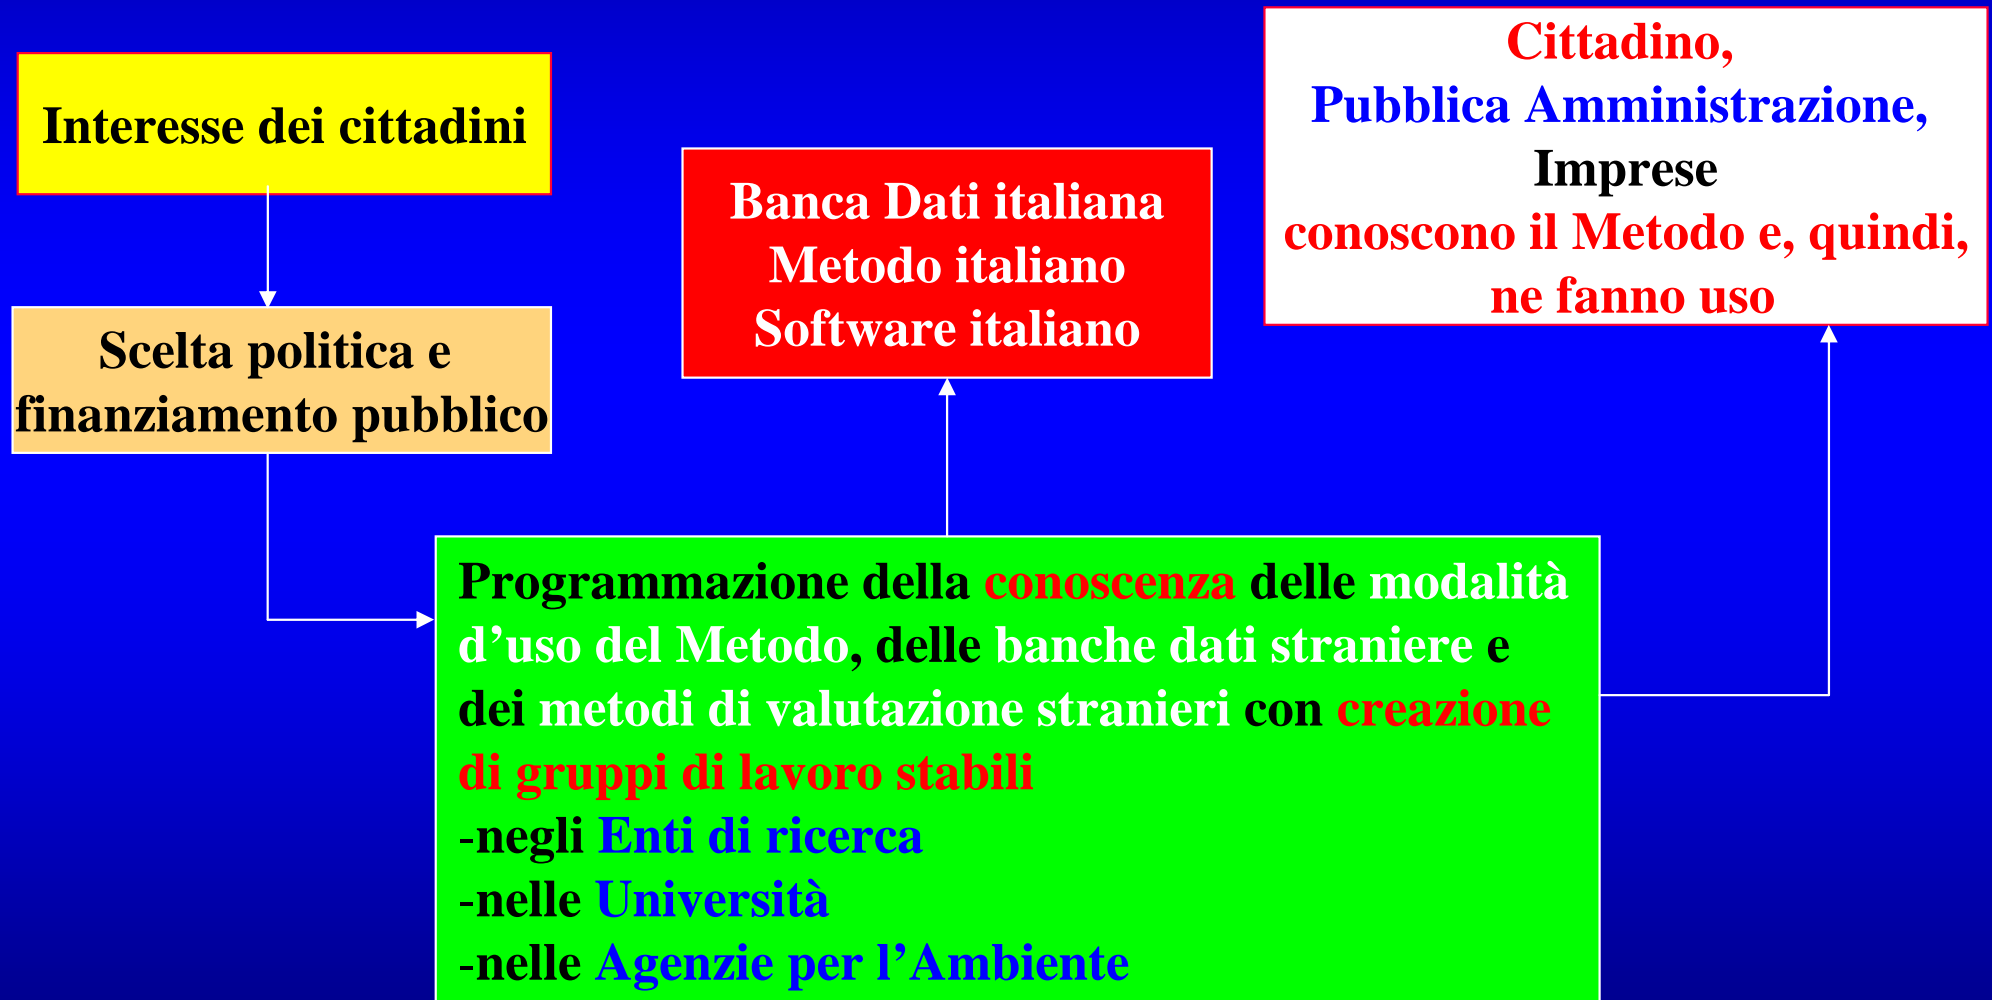 Interesse dei cittadini
Scelta politica e
finanziamento pubblico
Banca Dati italiana
Metodo italiano
Software italiano
Cittadino,
Pubblica Amministrazione,
Imprese
conoscono il Metodo e, quindi,
ne fanno uso
Programmazione della conoscenza delle modalità
d’uso del Metodo, delle banche dati straniere e
dei metodi di valutazione stranieri con creazione
di gruppi di lavoro stabili
-negli Enti di ricerca
-nelle Università
-nelle Agenzie per l’Ambiente